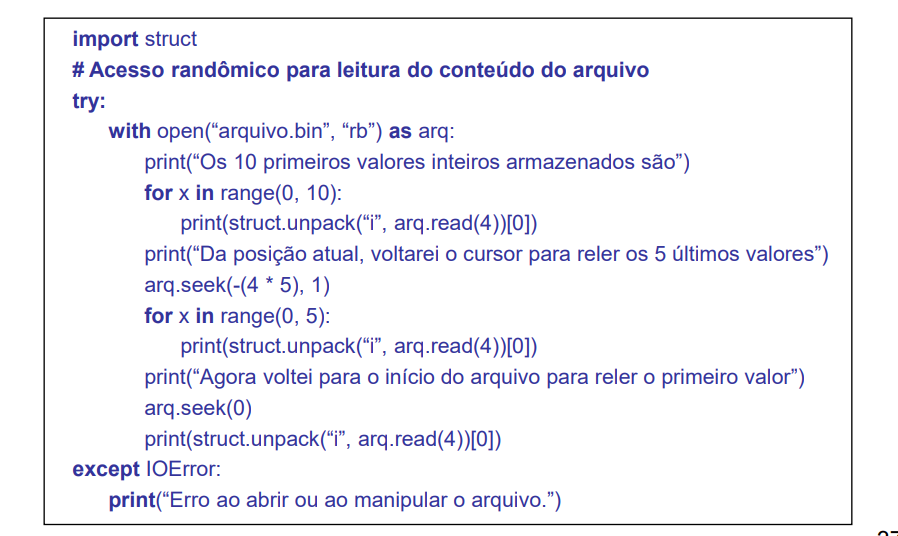 import struct
# Acesso randômico para leitura do conteúdo do arquivo
try:
    with open(“arquivo.bin”, “rb”) as arq:
        print(“Os 10 primeiros valores inteiros armazenados são”)
        for x in range(0, 10):
            print(struct.unpack(“i”, arq.read(4))[0])
        print(“Da posição atual, voltarei o cursor para reler os 5 últimos valores”)
        arq.seek(-(4 * 5), 1)
        for x in range(0, 5):
            print(struct.unpack(“i”, arq.read(4))[0])
        print(“Agora voltei para o início do arquivo para reler o primeiro valor”)
        arq.seek(0)
        print(struct.unpack(“i”, arq.read(4))[0])
except IOError:
    print(“Erro ao abrir ou ao manipular o arquivo.”)